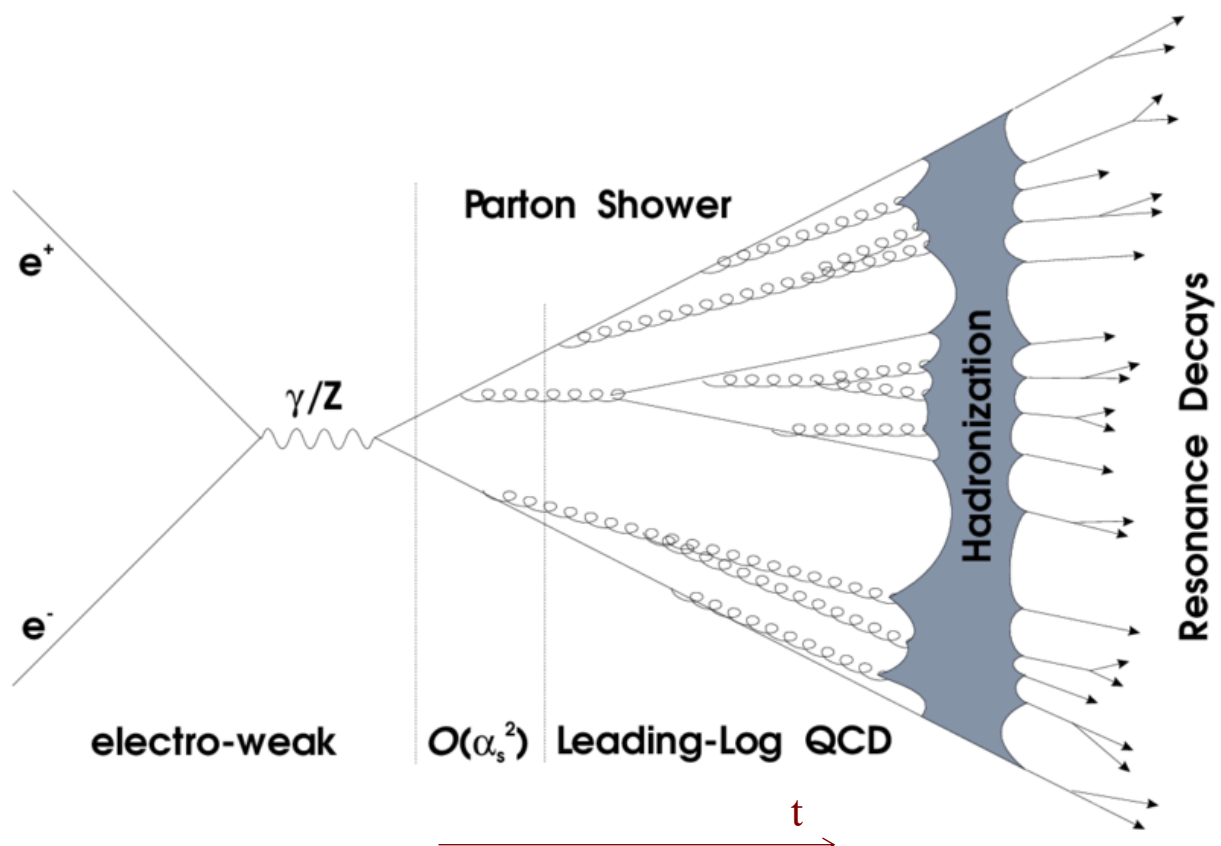 Parton Shower
e⁺
γ/Z
Hadronization
Resonance Decays
e⁻
electro-weak
O(αₛ²)
Leading-Log QCD
t